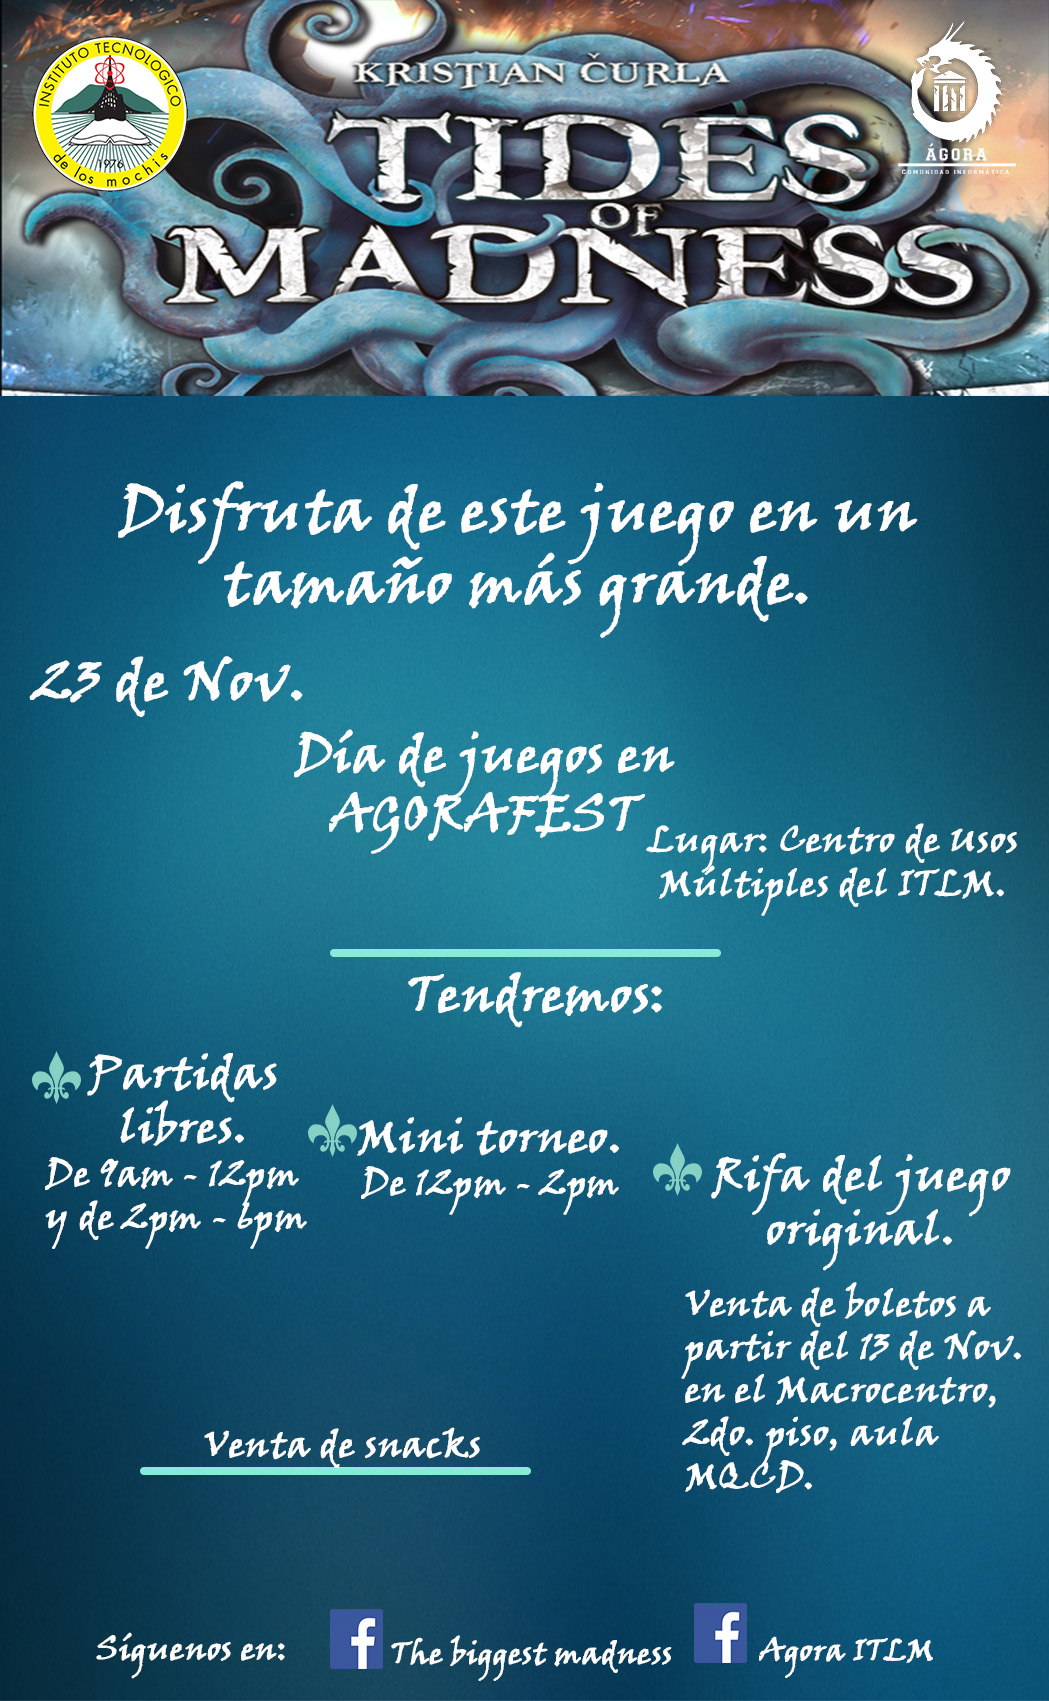 INSTITUTO TECNOLOGICO
1976
de los mochis
KRISTIAN ČURLA
TIDES
OF
MADNESS
ÁGORA
COMUNIDAD INFORMÁTICA
Disfruta de este juego en un
tamaño más grande.
23 de Nov.
Día de juegos en
AGORAFEST
Lugar: Centro de Usos
Múltiples del ITLM.
Tendremos:
Partidas
libres.
De 9am - 12pm
y de 2pm - 6pm
Mini torneo.
De 12pm - 2pm
Rifa del juego
original.
Venta de boletos a
partir del 13 de Nov.
en el Macrocentro,
2do. piso, aula
MQCD.
Venta de snacks
Síguenos en:
f The biggest madness
f Agora ITLM